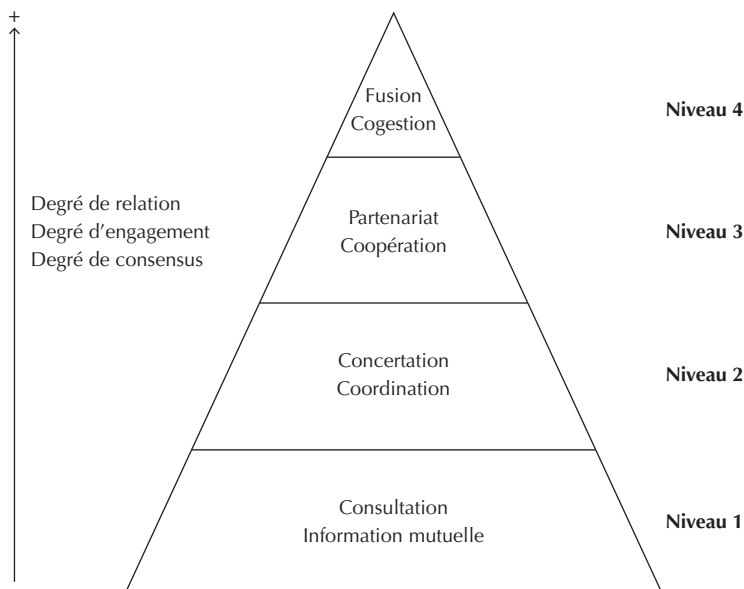 +
Fusion
Cogestion
Niveau 4
Degré de relation
Degré d'engagement
Degré de consensus
Partenariat
Coopération
Niveau 3
Concertation
Coordination
Niveau 2
Consultation
Information mutuelle
Niveau 1